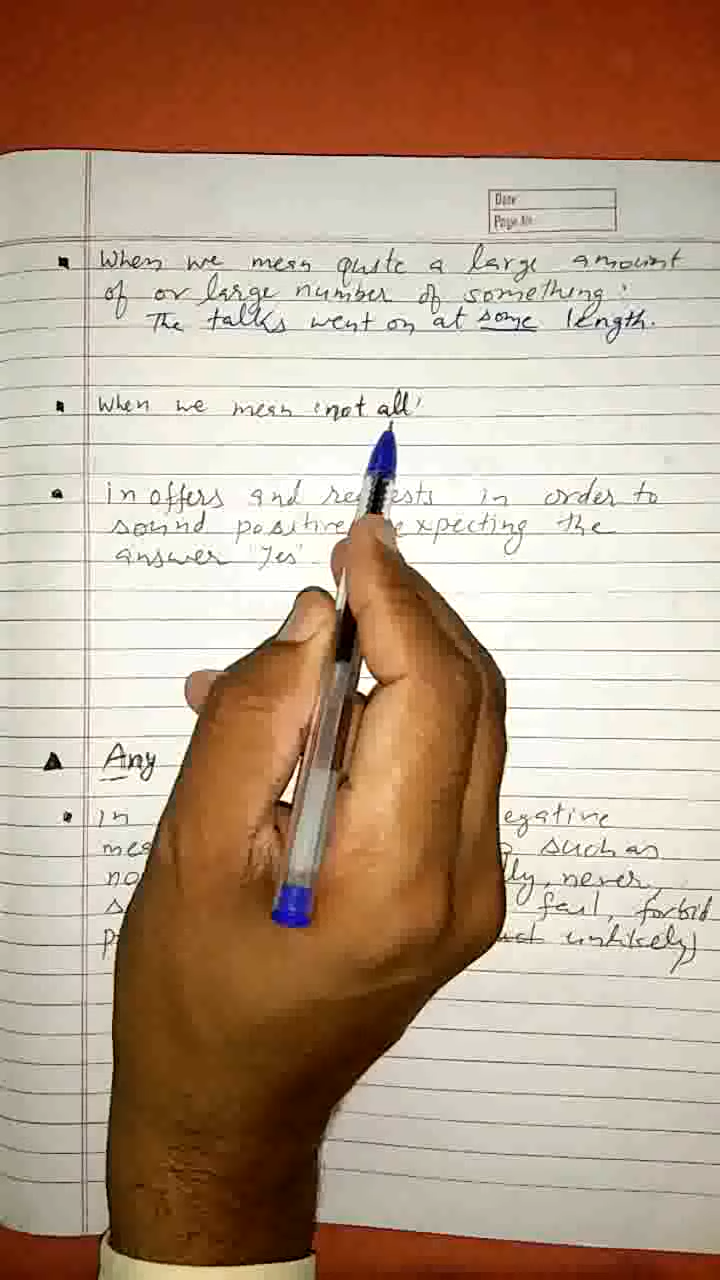 Date
Page No
When we mean quite a large amount
of or large number of something:
The talks went on at some length.
When we mean 'not all'
in offers and requests in order to
sound positive expecting the
answer "Yes"
Any
In egative
such as
never,
fail, forbid
unlikely)